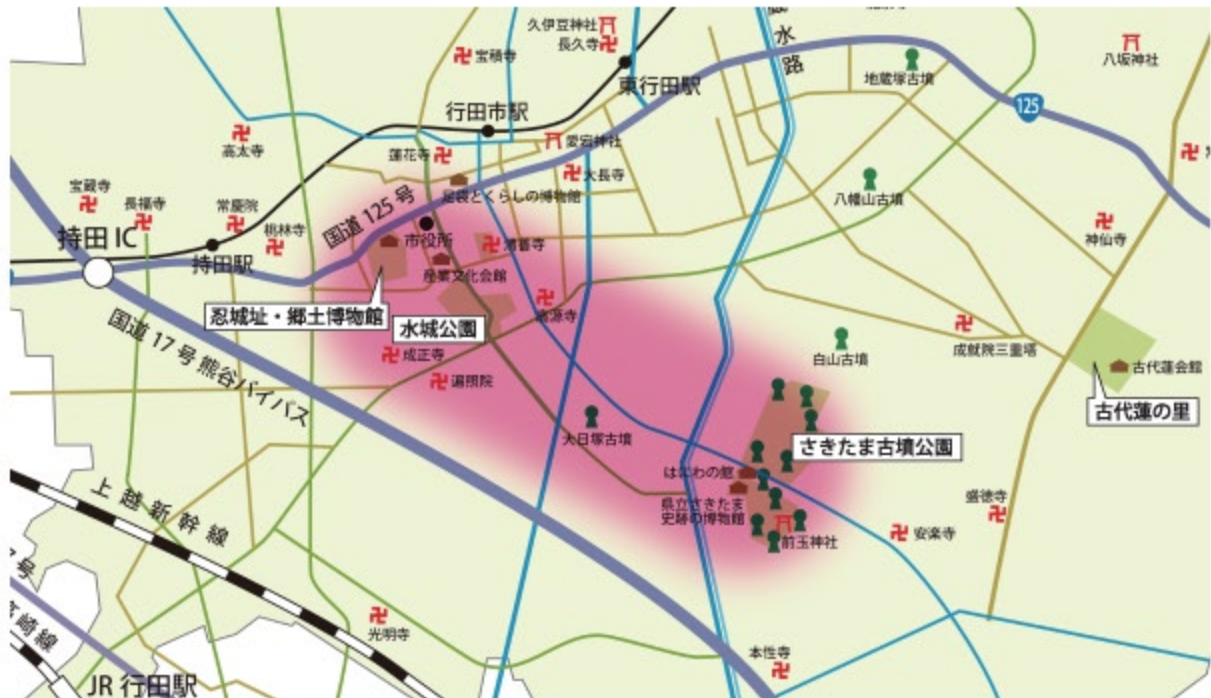 久伊豆神社
長久寺
宝積寺
水路
地蔵塚古墳
八坂神社
東行田駅
125
行田市駅
高太寺
蓮花寺
愛宕神社
大長寺
足袋とくらしの博物館
八幡山古墳
宝蔵寺
長福寺
常慶院
桃林寺
国道125号
市役所
神仙寺
持田IC
持田駅
産業文化会館
忍城址・郷土博物館
水城公園
国道17号熊谷バイパス
成正寺
遍照院
白山古墳
成就院三重塔
古代蓮会館
古代蓮の里
大日塚古墳
さきたま古墳公園
はにわの館
県立さきたま
史跡の博物館
前玉神社
盛徳寺
安楽寺
上越新幹線
号
崎線
光明寺
本性寺
JR行田駅